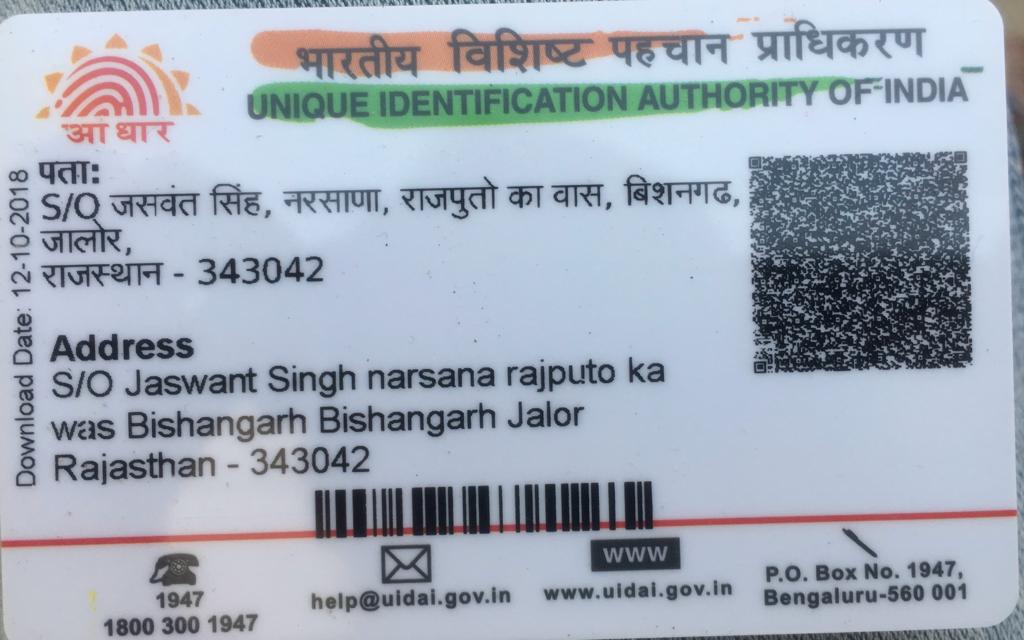 भारतीय विशिष्ट पहचान प्राधिकरण
UNIQUE IDENTIFICATION AUTHORITY OF INDIA
आधार
पता:
S/O जसवंत सिंह, नरसाणा, राजपुतो का वास, बिशनगढ,
जालोर,
राजस्थान - 343042
Download Date: 12-10-2018
Address
S/O Jaswant Singh narsana rajputo ka
was Bishangarh Bishangarh Jalor
Rajasthan - 343042
1947
1800 300 1947
help@uidai.gov.in
www
www.uidai.gov.in
P.O. Box No. 1947,
Bengaluru-560 001